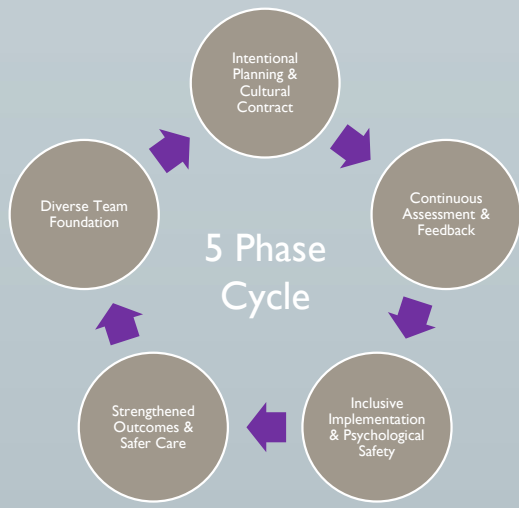 Intentional
Planning &
Cultural
Contract
Continuous
Assessment &
Feedback
Inclusive
Implementation
& Psychological
Safety
Strengthened
Outcomes &
Safer Care
Diverse Team
Foundation
5 Phase
Cycle